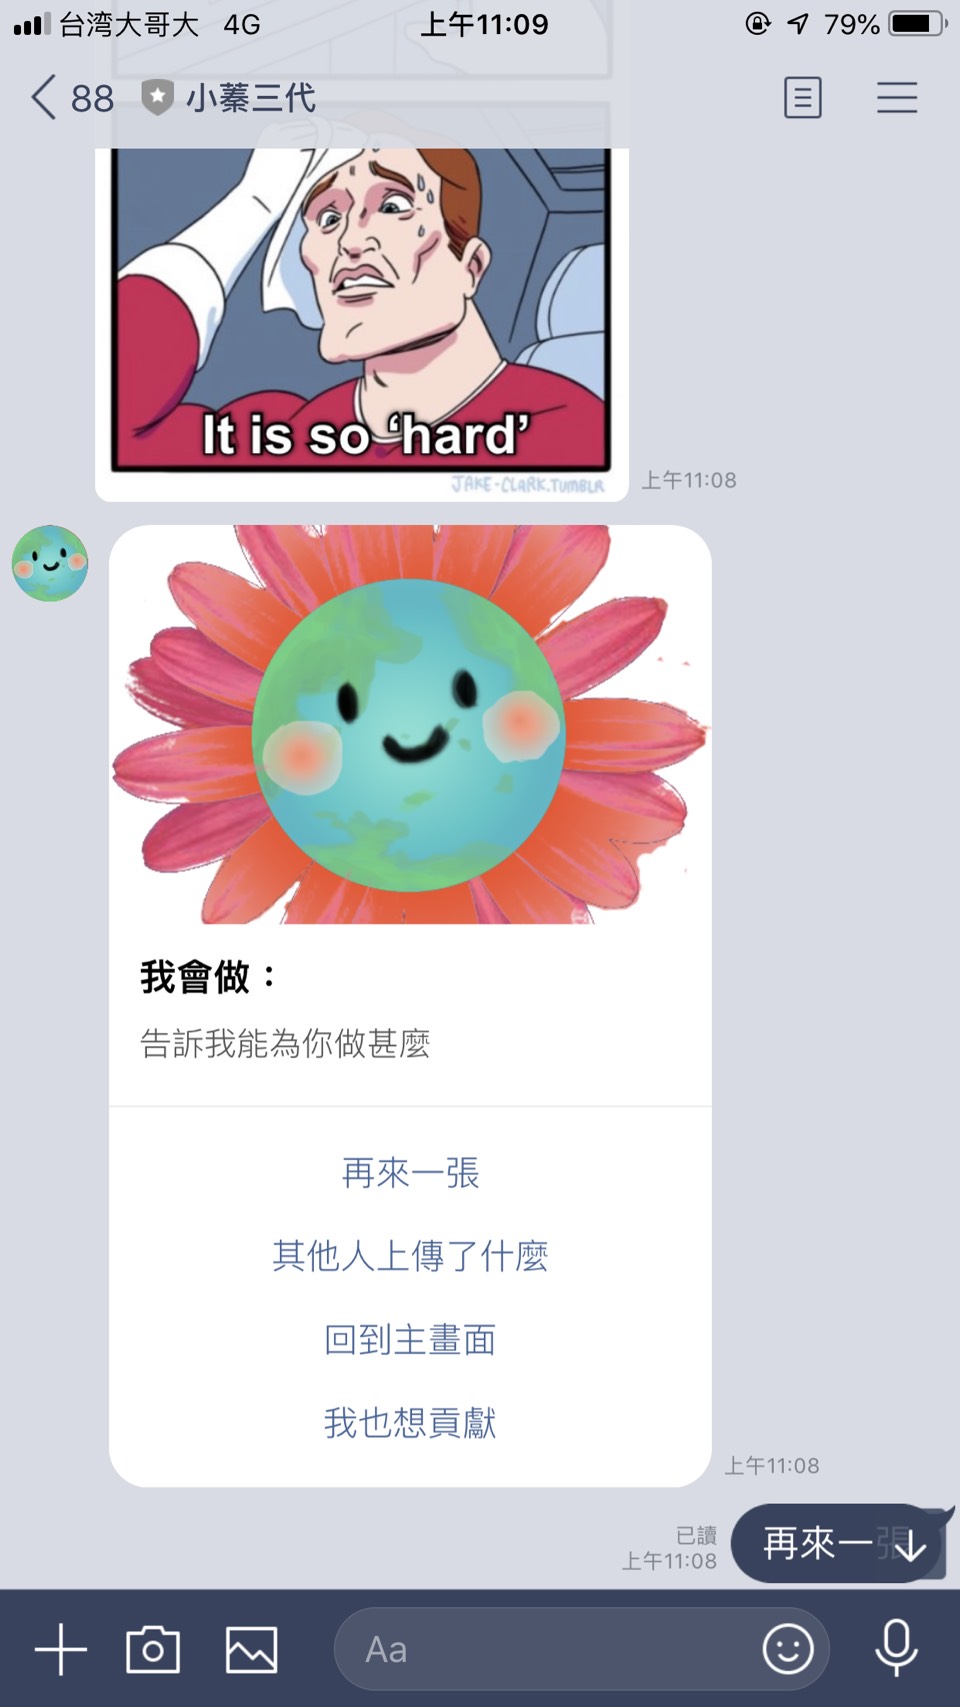 台湾大哥大 4G 上午11:09 79%
88 小蓁三代
It is so ‘hard’
JAKE-CLARK.TUMBLR
上午11:08
我會做：
告訴我能為你做甚麼
再來一張
其他人上傳了什麼
回到主畫面
我也想貢獻
上午11:08
已讀
上午11:08
再來一張
Aa